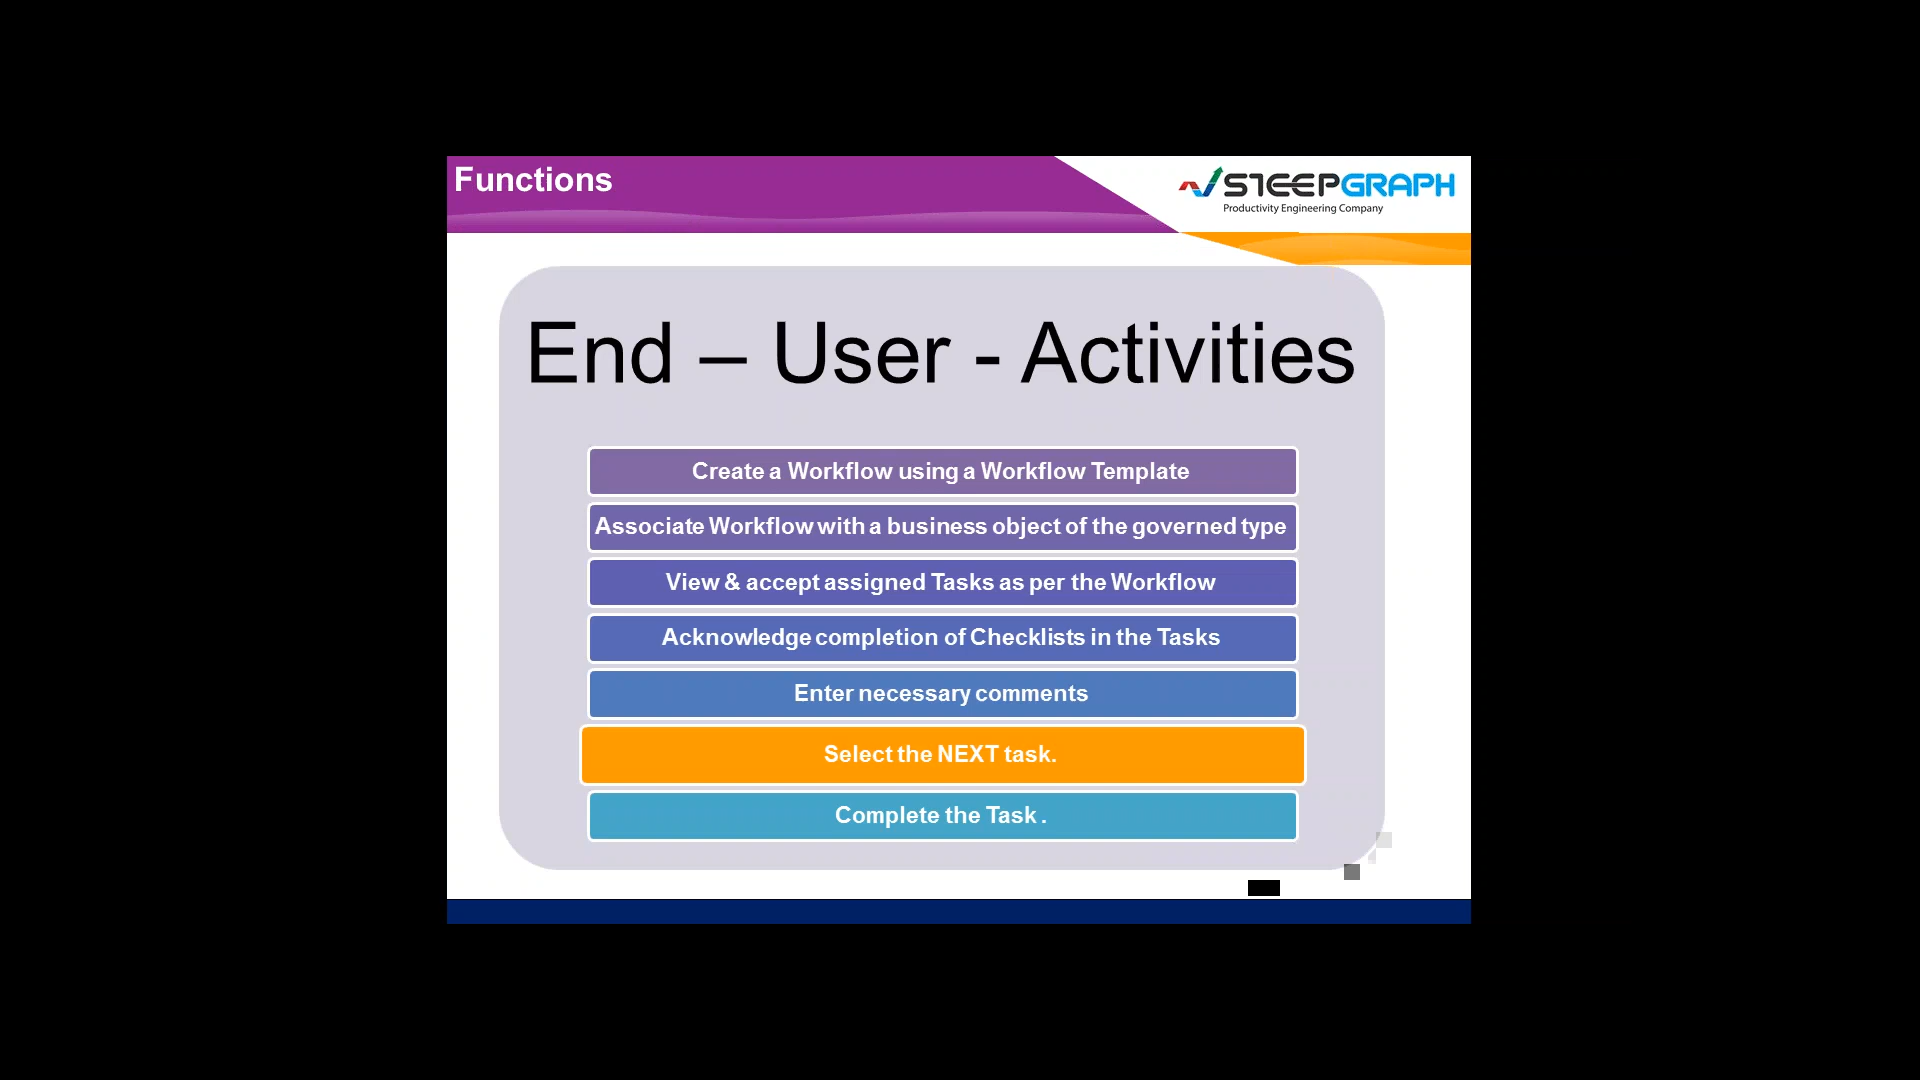 Functions
STEEPGRAPH
Productivity Engineering Company
End – User - Activities
Create a Workflow using a Workflow Template
Associate Workflow with a business object of the governed type
View & accept assigned Tasks as per the Workflow
Acknowledge completion of Checklists in the Tasks
Enter necessary comments
Select the NEXT task.
Complete the Task .